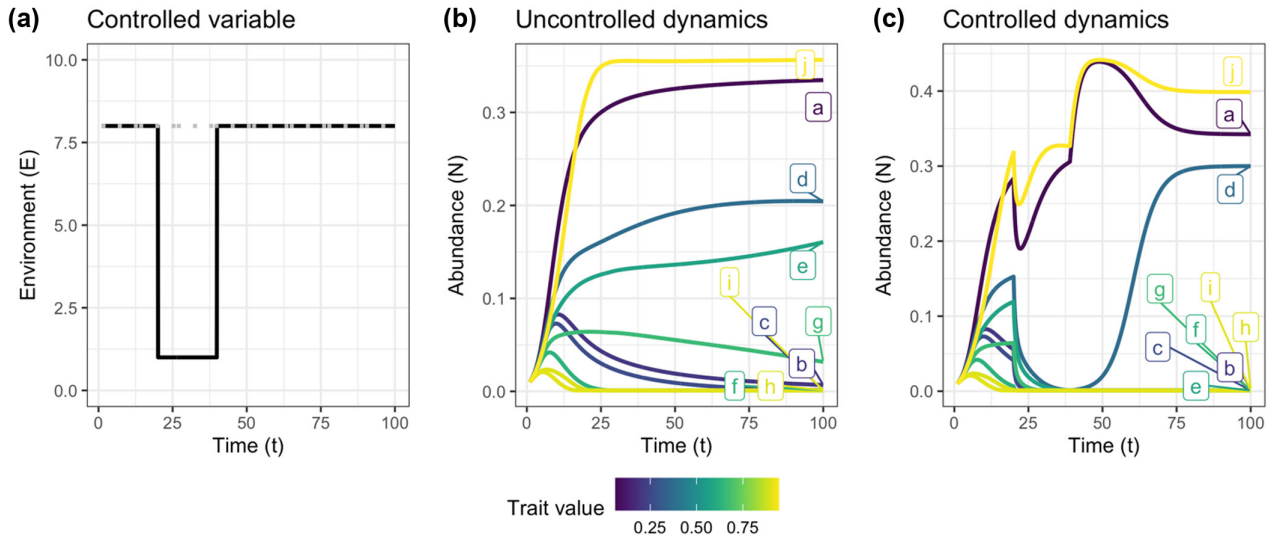 (a) Controlled variable
Environment (E)
10.0
7.5
5.0
2.5
0.0
0 25 50 75 100
Time (t)
(b) Uncontrolled dynamics
Abundance (N)
0.3
0.2
0.1
0.0
j
a
d
e
i
c
g
b
f
h
0 25 50 75 100
Time (t)
(c) Controlled dynamics
Abundance (N)
0.4
0.3
0.2
0.1
0.0
j
a
d
g
i
f
h
c
b
e
0 25 50 75 100
Time (t)
Trait value
0.25 0.50 0.75